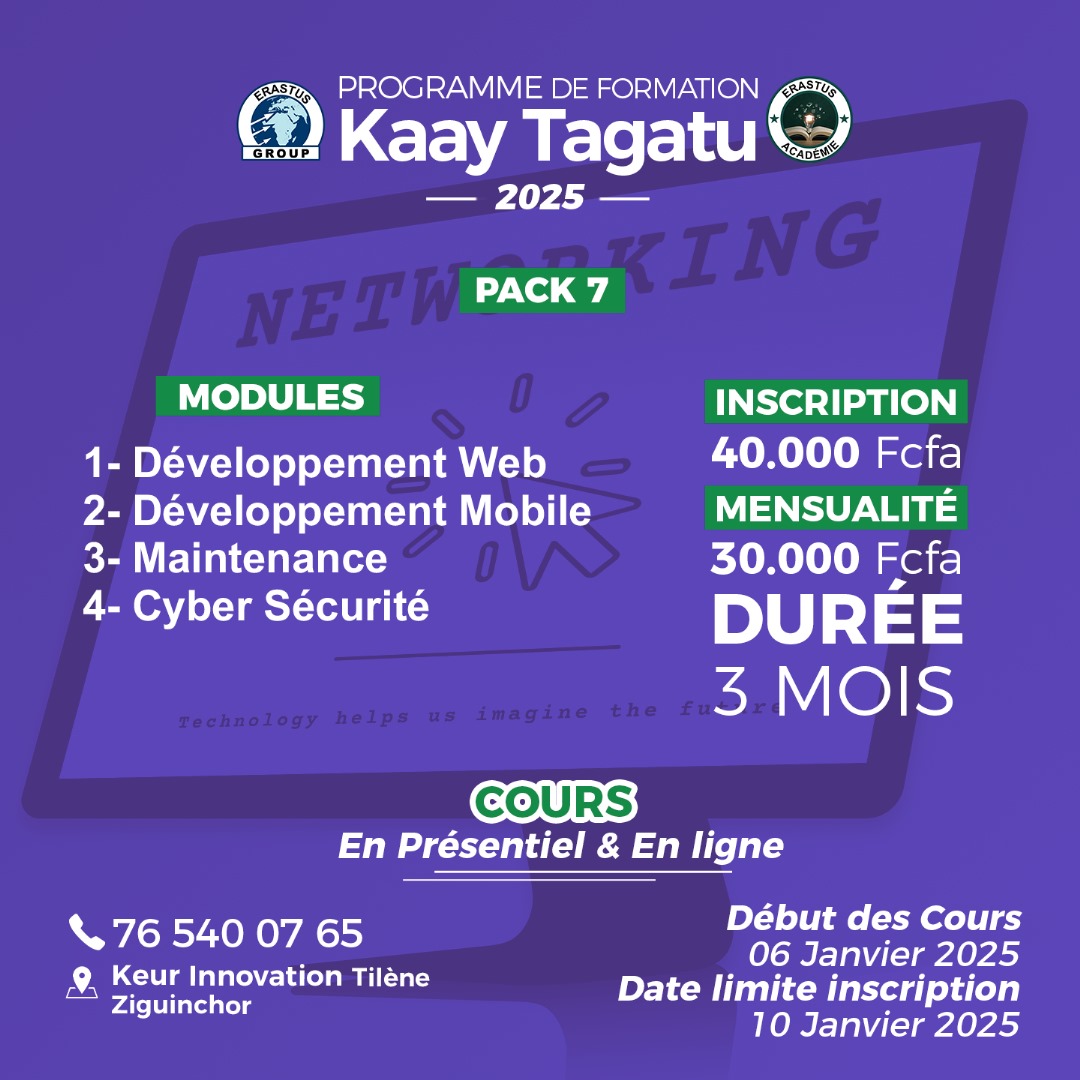 ERASTUS
GROUP
PROGRAMME DE FORMATION
Kaay Tagatu
2025
ERASTUS
ACADÉMIE
NETWORKING
PACK 7
MODULES
1- Développement Web
2- Développement Mobile
3- Maintenance
4- Cyber Sécurité
INSCRIPTION
40.000 Fcfa
MENSUALITÉ
30.000 Fcfa
DURÉE
3 MOIS
Technology helps us imagine the future
COURS
En Présentiel & En ligne
76 540 07 65
Keur Innovation Tilène
Ziguinchor
Début des Cours
06 Janvier 2025
Date limite inscription
10 Janvier 2025